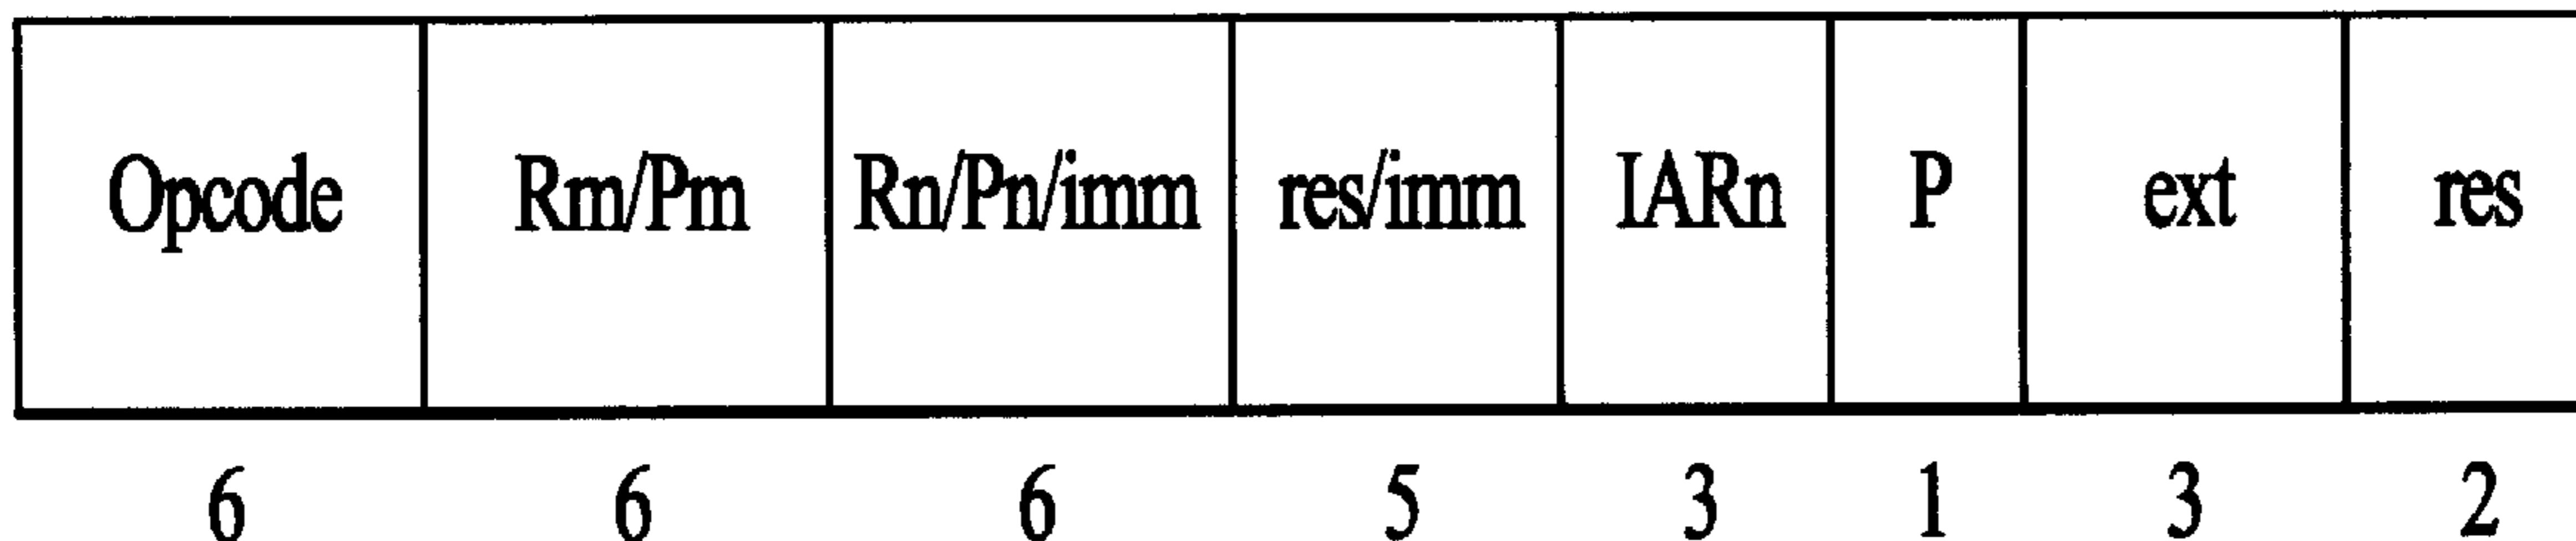 Opcode Rm/Pm Rn/Pn/imm res/imm IARn P ext res
6 6 6 5 3 1 3 2